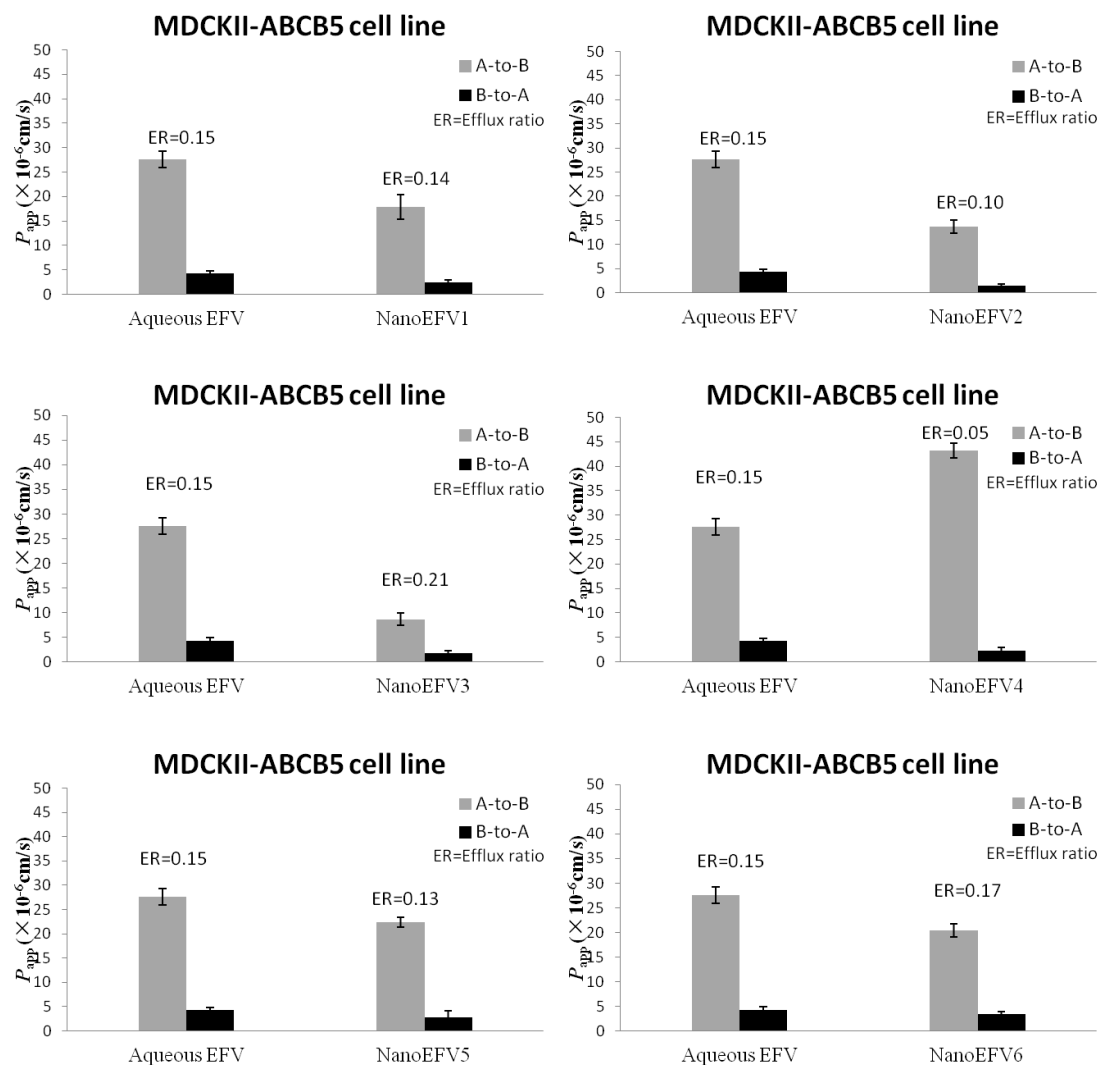 MDCKII-ABCB5 cell line
50
45
40
35
30
25
20
15
10
5
0
Papp (×10-6cm/s)
A-to-B
B-to-A
ER=Efflux ratio
ER=0.15
ER=0.14
Aqueous EFV
NanoEFV1
MDCKII-ABCB5 cell line
50
45
40
35
30
25
20
15
10
5
0
Papp (×10-6cm/s)
A-to-B
B-to-A
ER=Efflux ratio
ER=0.15
ER=0.10
Aqueous EFV
NanoEFV2
MDCKII-ABCB5 cell line
50
45
40
35
30
25
20
15
10
5
0
Papp (×10-6cm/s)
A-to-B
B-to-A
ER=Efflux ratio
ER=0.15
ER=0.21
Aqueous EFV
NanoEFV3
MDCKII-ABCB5 cell line
50
45
40
35
30
25
20
15
10
5
0
Papp (×10-6cm/s)
ER=0.05
A-to-B
B-to-A
ER=Efflux ratio
ER=0.15
Aqueous EFV
NanoEFV4
MDCKII-ABCB5 cell line
50
45
40
35
30
25
20
15
10
5
0
Papp (×10-6cm/s)
A-to-B
B-to-A
ER=Efflux ratio
ER=0.15
ER=0.13
Aqueous EFV
NanoEFV5
MDCKII-ABCB5 cell line
50
45
40
35
30
25
20
15
10
5
0
Papp (×10-6cm/s)
A-to-B
B-to-A
ER=Efflux ratio
ER=0.15
ER=0.17
Aqueous EFV
NanoEFV6